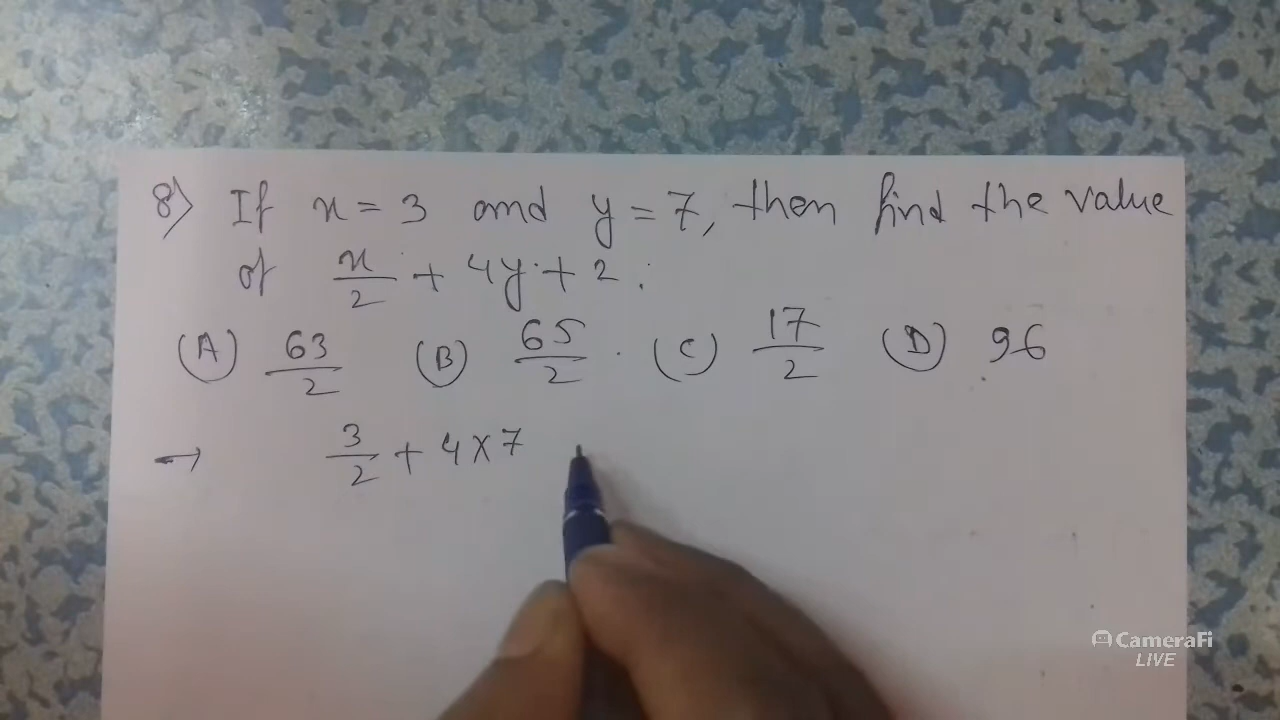 8) If x = 3 and y = 7, then find the value
of x/2 + 4y + 2 :
(A) 63/2 (B) 65/2 . (C) 17/2 (D) 96
→ 3/2 + 4 × 7
CameraFi
LIVE